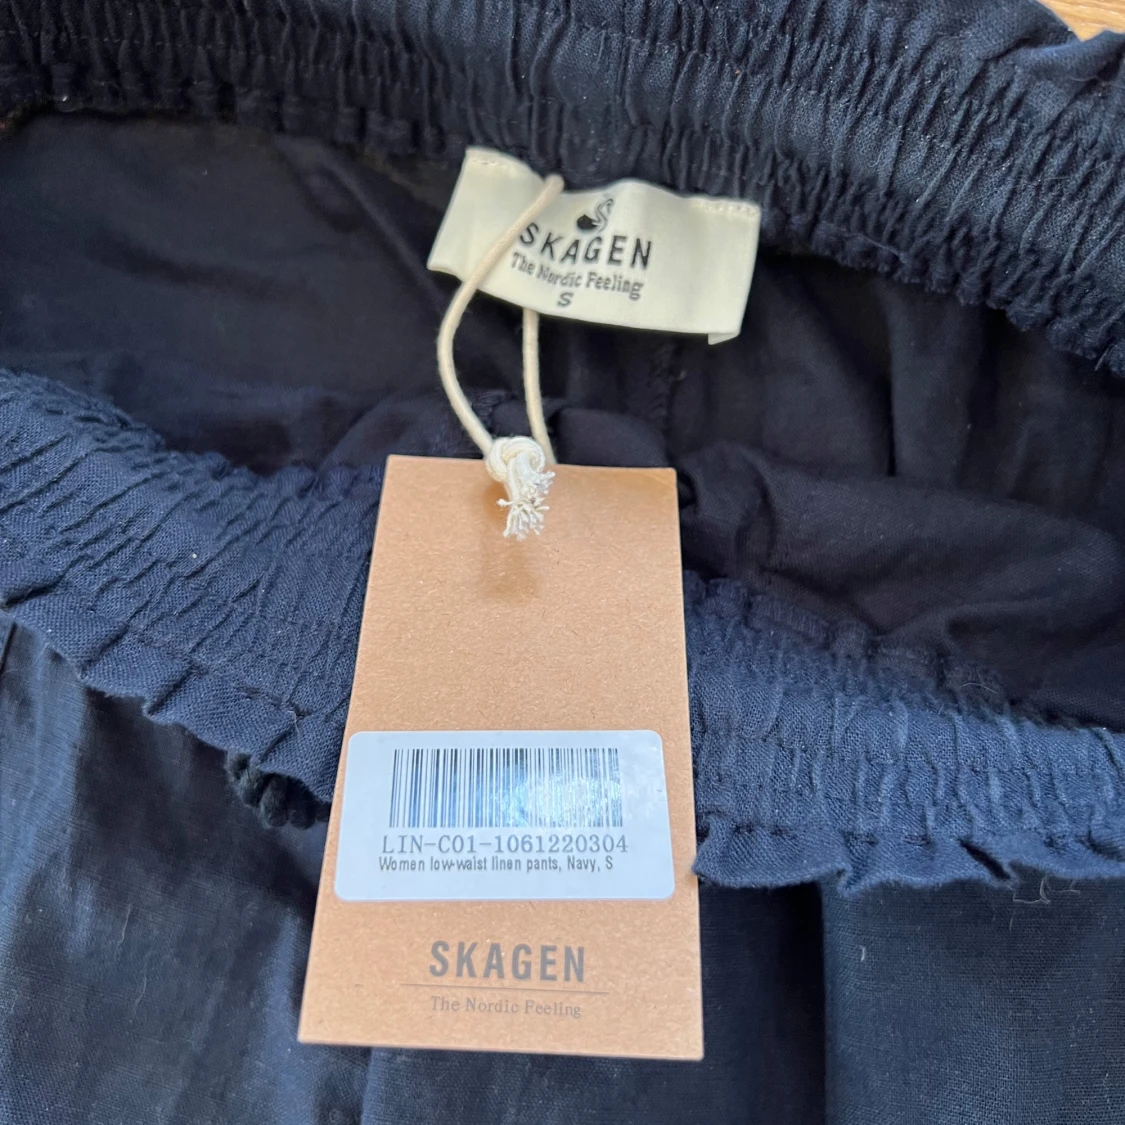 SKAGEN
The Nordic Feeling
S
LIN-C01-1061220304
Women low-waist linen pants, Navy, S
SKAGEN
The Nordic Feeling